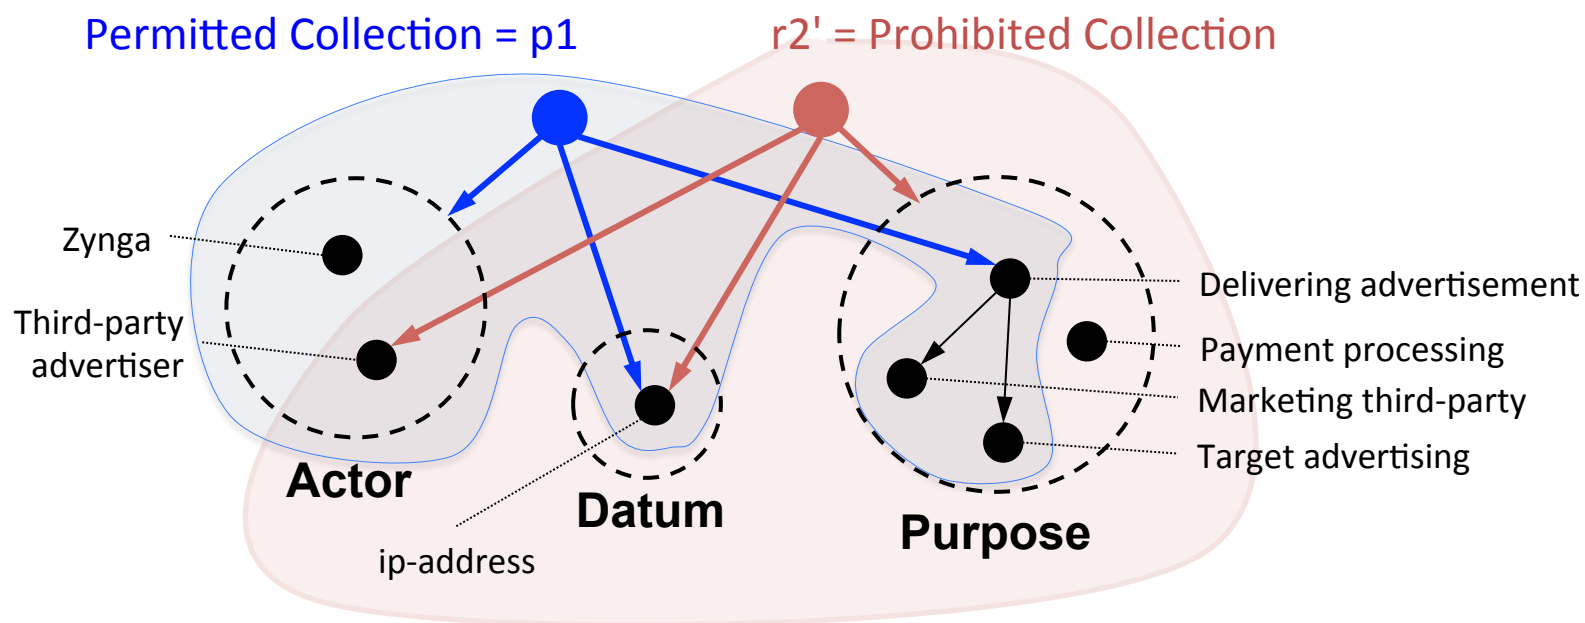 Permitted Collection = p1
r2' = Prohibited Collection
Zynga
Third-party
advertiser
Delivering advertisement
Payment processing
Marketing third-party
Target advertising
Actor
Datum
Purpose
ip-address